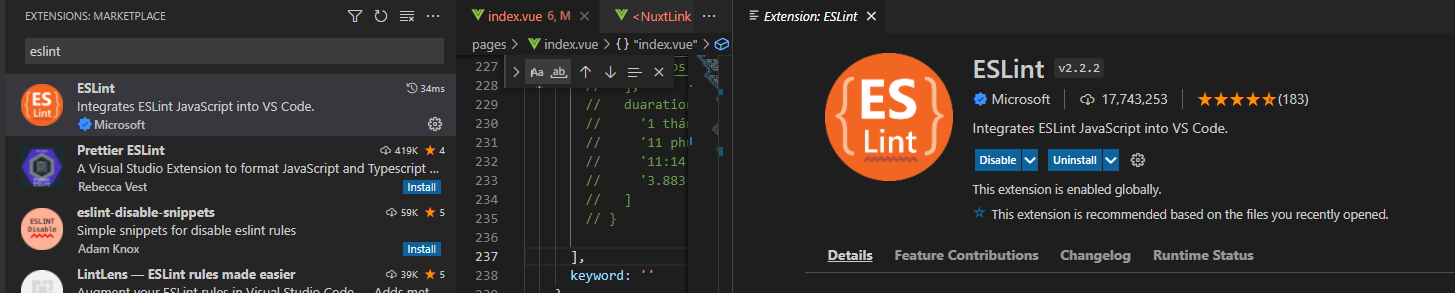 EXTENSIONS: MARKETPLACE
eslint
ESLint 34ms
Integrates ESLint JavaScript into VS Code.
Microsoft
Prettier ESLint 419K 4
A Visual Studio Extension to format JavaScript and Typescript ...
Rebecca Vest Install
eslint-disable-snippets 59K 5
Simple snippets for disable eslint rules
Adam Knox Install
LintLens — ESLint rules made easier 39K 5
Augment your ESLint rules in Visual Studio Code Adds met
index.vue 6, M <NuxtLink ...
pages > index.vue > {} "index.vue" >
Aa ab
227
228 // ],
229 // duaration
230 // '1 thán
231 // '11 ph
232 // '11:14
233 // '3.883
234 // ]
235 // }
236
237 ],
238 keyword: ''
Extension: ESLint
ES
Lint
ESLint v2.2.2
Microsoft 17,743,253 (183)
Integrates ESLint JavaScript into VS Code.
Disable Uninstall
This extension is enabled globally.
This extension is recommended based on the files you recently opened.
Details Feature Contributions Changelog Runtime Status